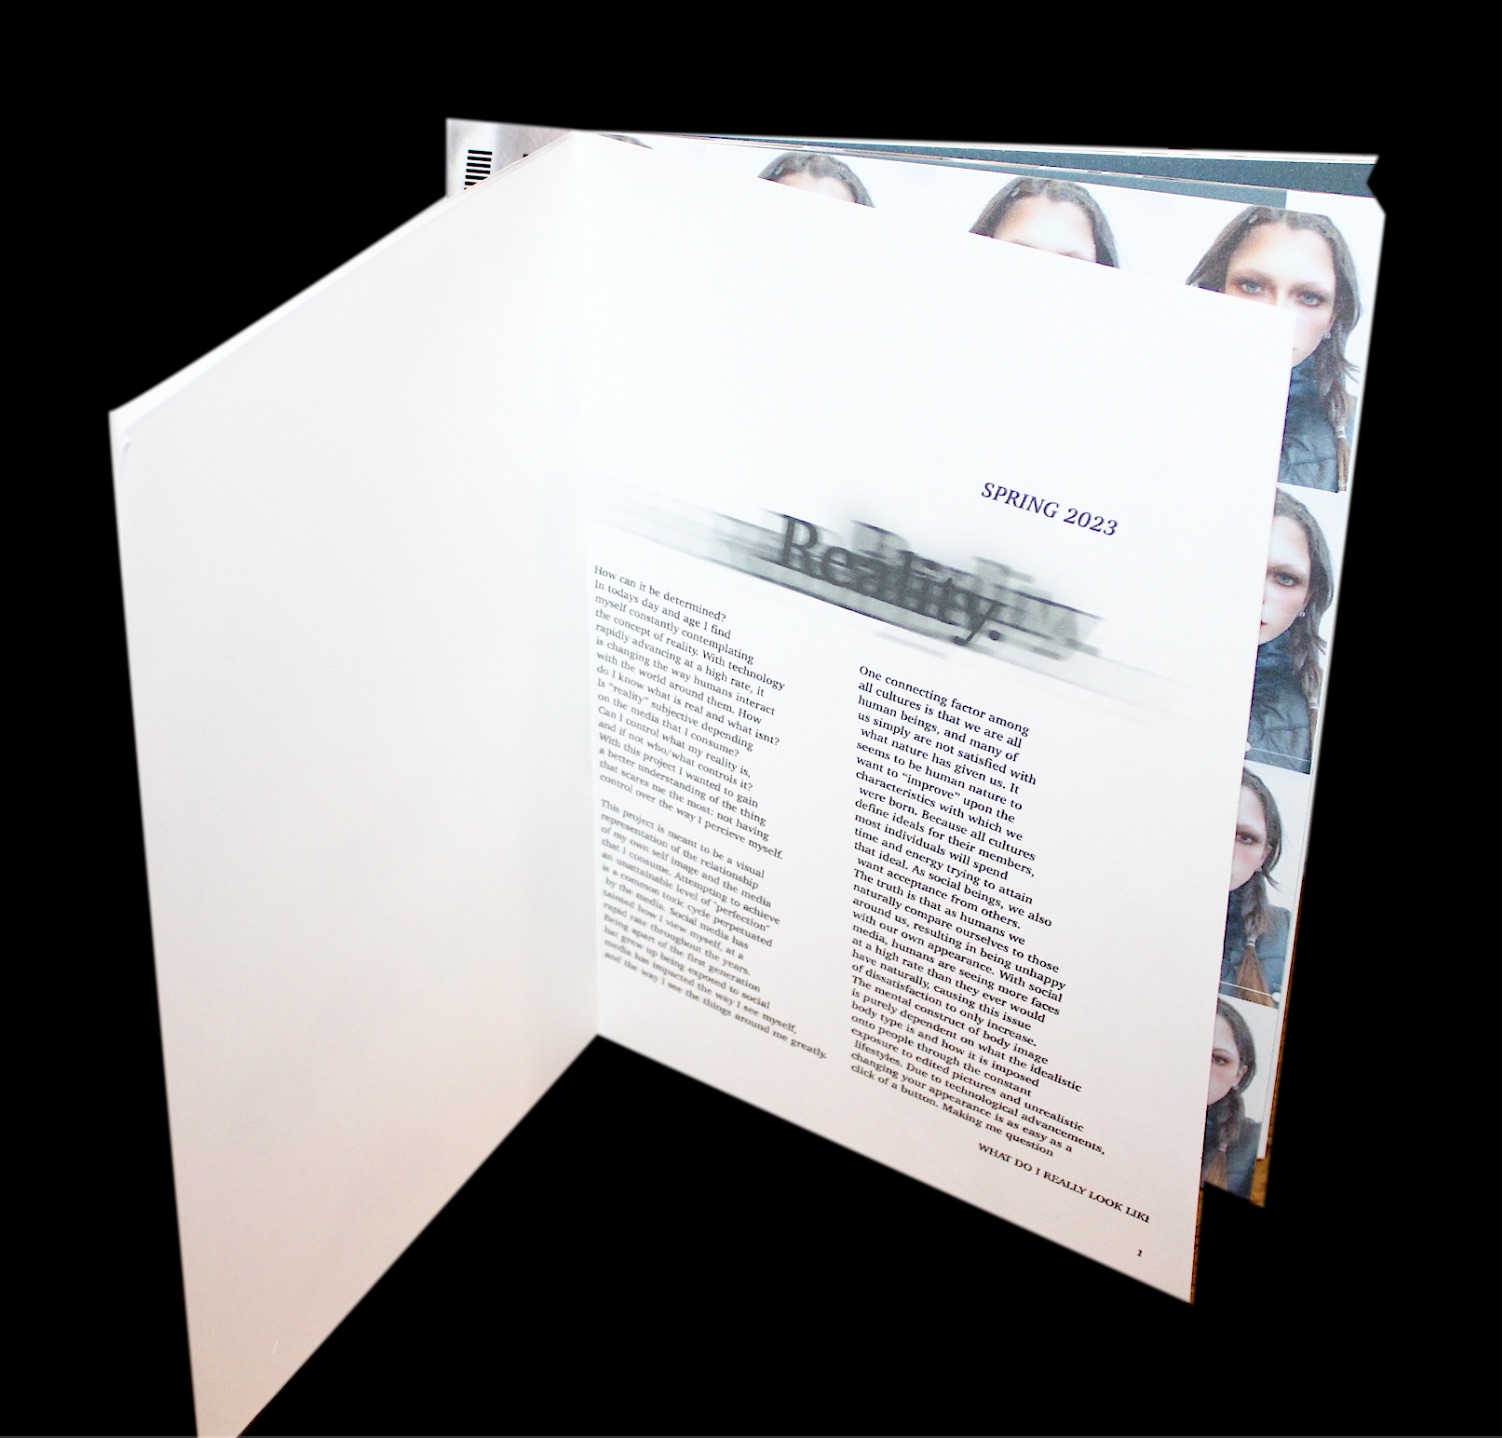 SPRING 2023
Reality.
How can it be determined?
In todays day and age I find
myself constantly contemplating
the concept of reality. With technology
rapidly advancing at a high rate, it
is changing the way humans interact
with the world around them. How
do I know what is real and what isnt?
Is "reality" subjective depending
on the media that I consume?
Can I control what my reality is,
and if not who/what controls it?
With this project I wanted to gain
a better understanding of the thing
that scares me the most: not having
control over the way I percieve myself.
This project is meant to be a visual
representation of the relationship
of my own self image and the media
that I consume. Attempting to achieve
an unattainable level of "perfection"
is a common toxic cycle perpetuated
by the media. Social media has
tainted how I view myself, at a
rapid rate throughout the years.
Being apart of the first generation
hat grew up being exposed to social
media has impacted the way I see myself,
and the way I see the things around me greatly.
One connecting factor among
all cultures is that we are all
human beings, and many of
us simply are not satisfied with
what nature has given us. It
seems to be human nature to
want to "improve" upon the
characteristics with which we
were born. Because all cultures
define ideals for their members,
most individuals will spend
time and energy trying to attain
that ideal. As social beings, we also
want acceptance from others.
The truth is that as humans we
naturally compare ourselves to those
around us, resulting in being unhappy
with our own appearance. With social
media, humans are seeing more faces
at a high rate than they ever would
have naturally, causing this issue
of dissatisfaction to only increase.
The mental construct of body image
is purely dependent on what the idealistic
body type is and how it is imposed
onto people through the constant
exposure to edited pictures and unrealistic
lifestyles. Due to technological advancements,
changing your appearance is as easy as a
click of a button. Making me question
WHAT DO I REALLY LOOK LIK
1